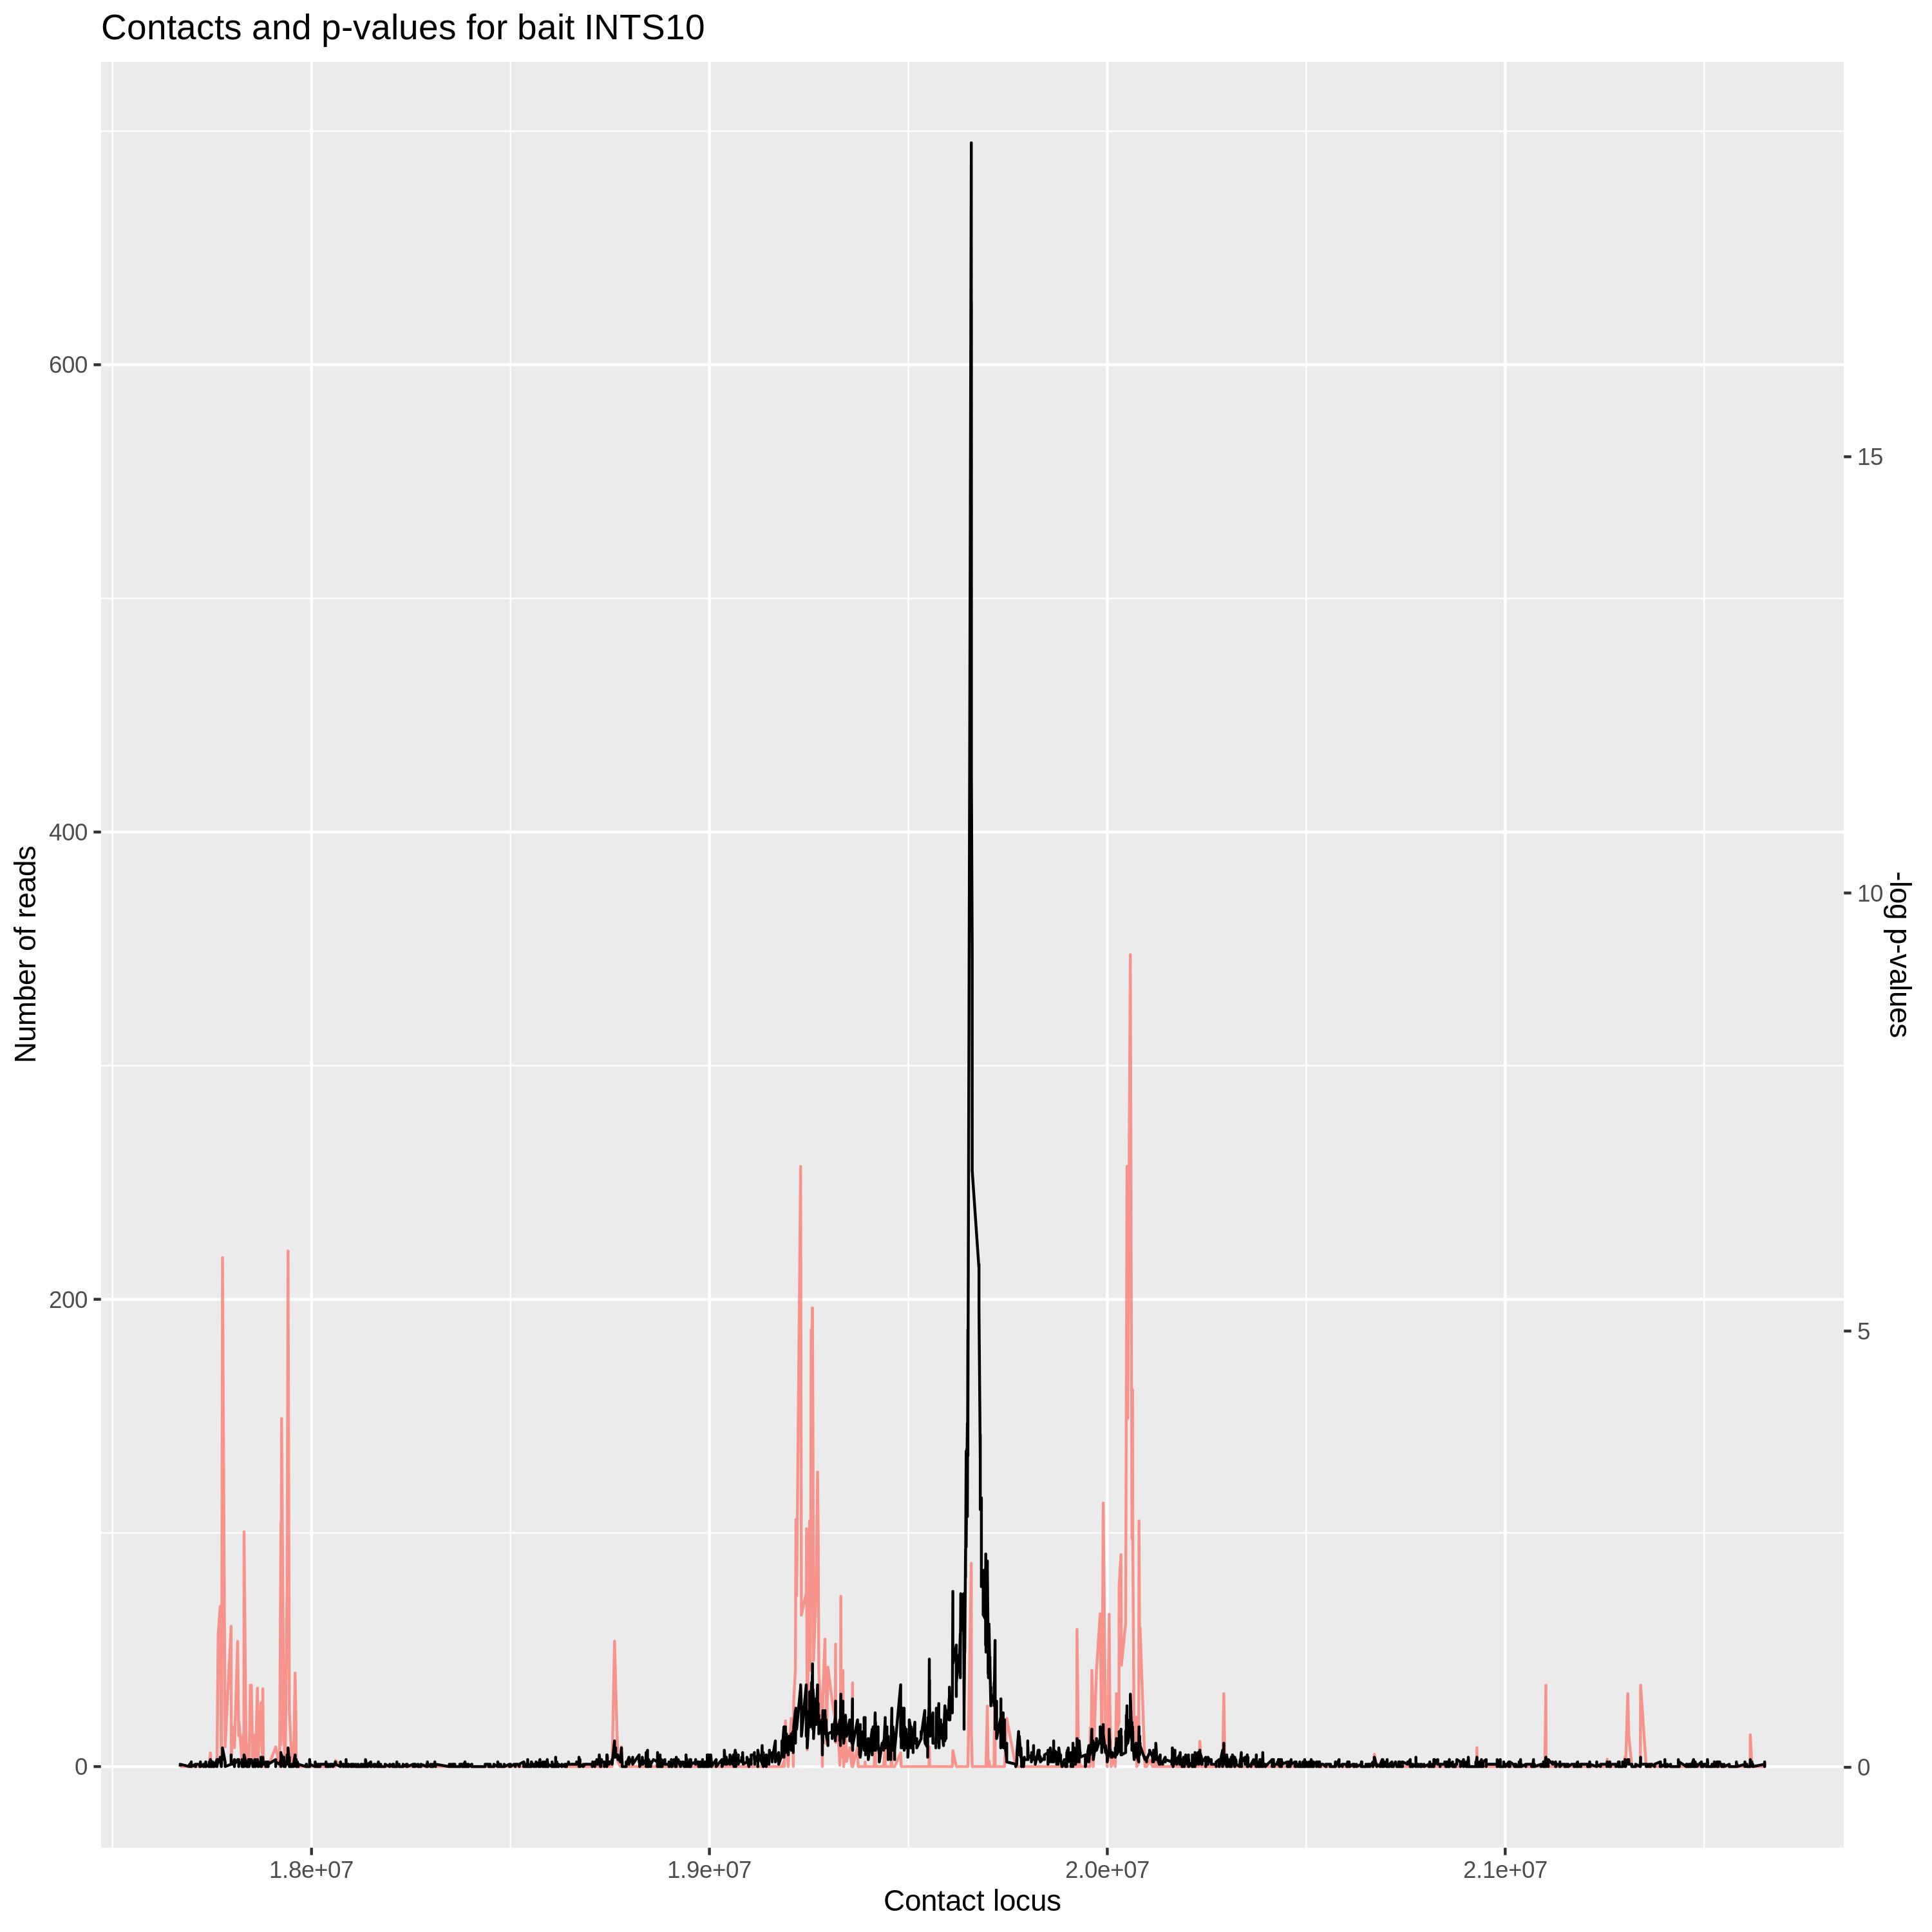 Contacts and p-values for bait INTS10
600
400
200
0
Number of reads
15
10
5
0
-log p-values
1.8e+07
1.9e+07
2.0e+07
2.1e+07
Contact locus